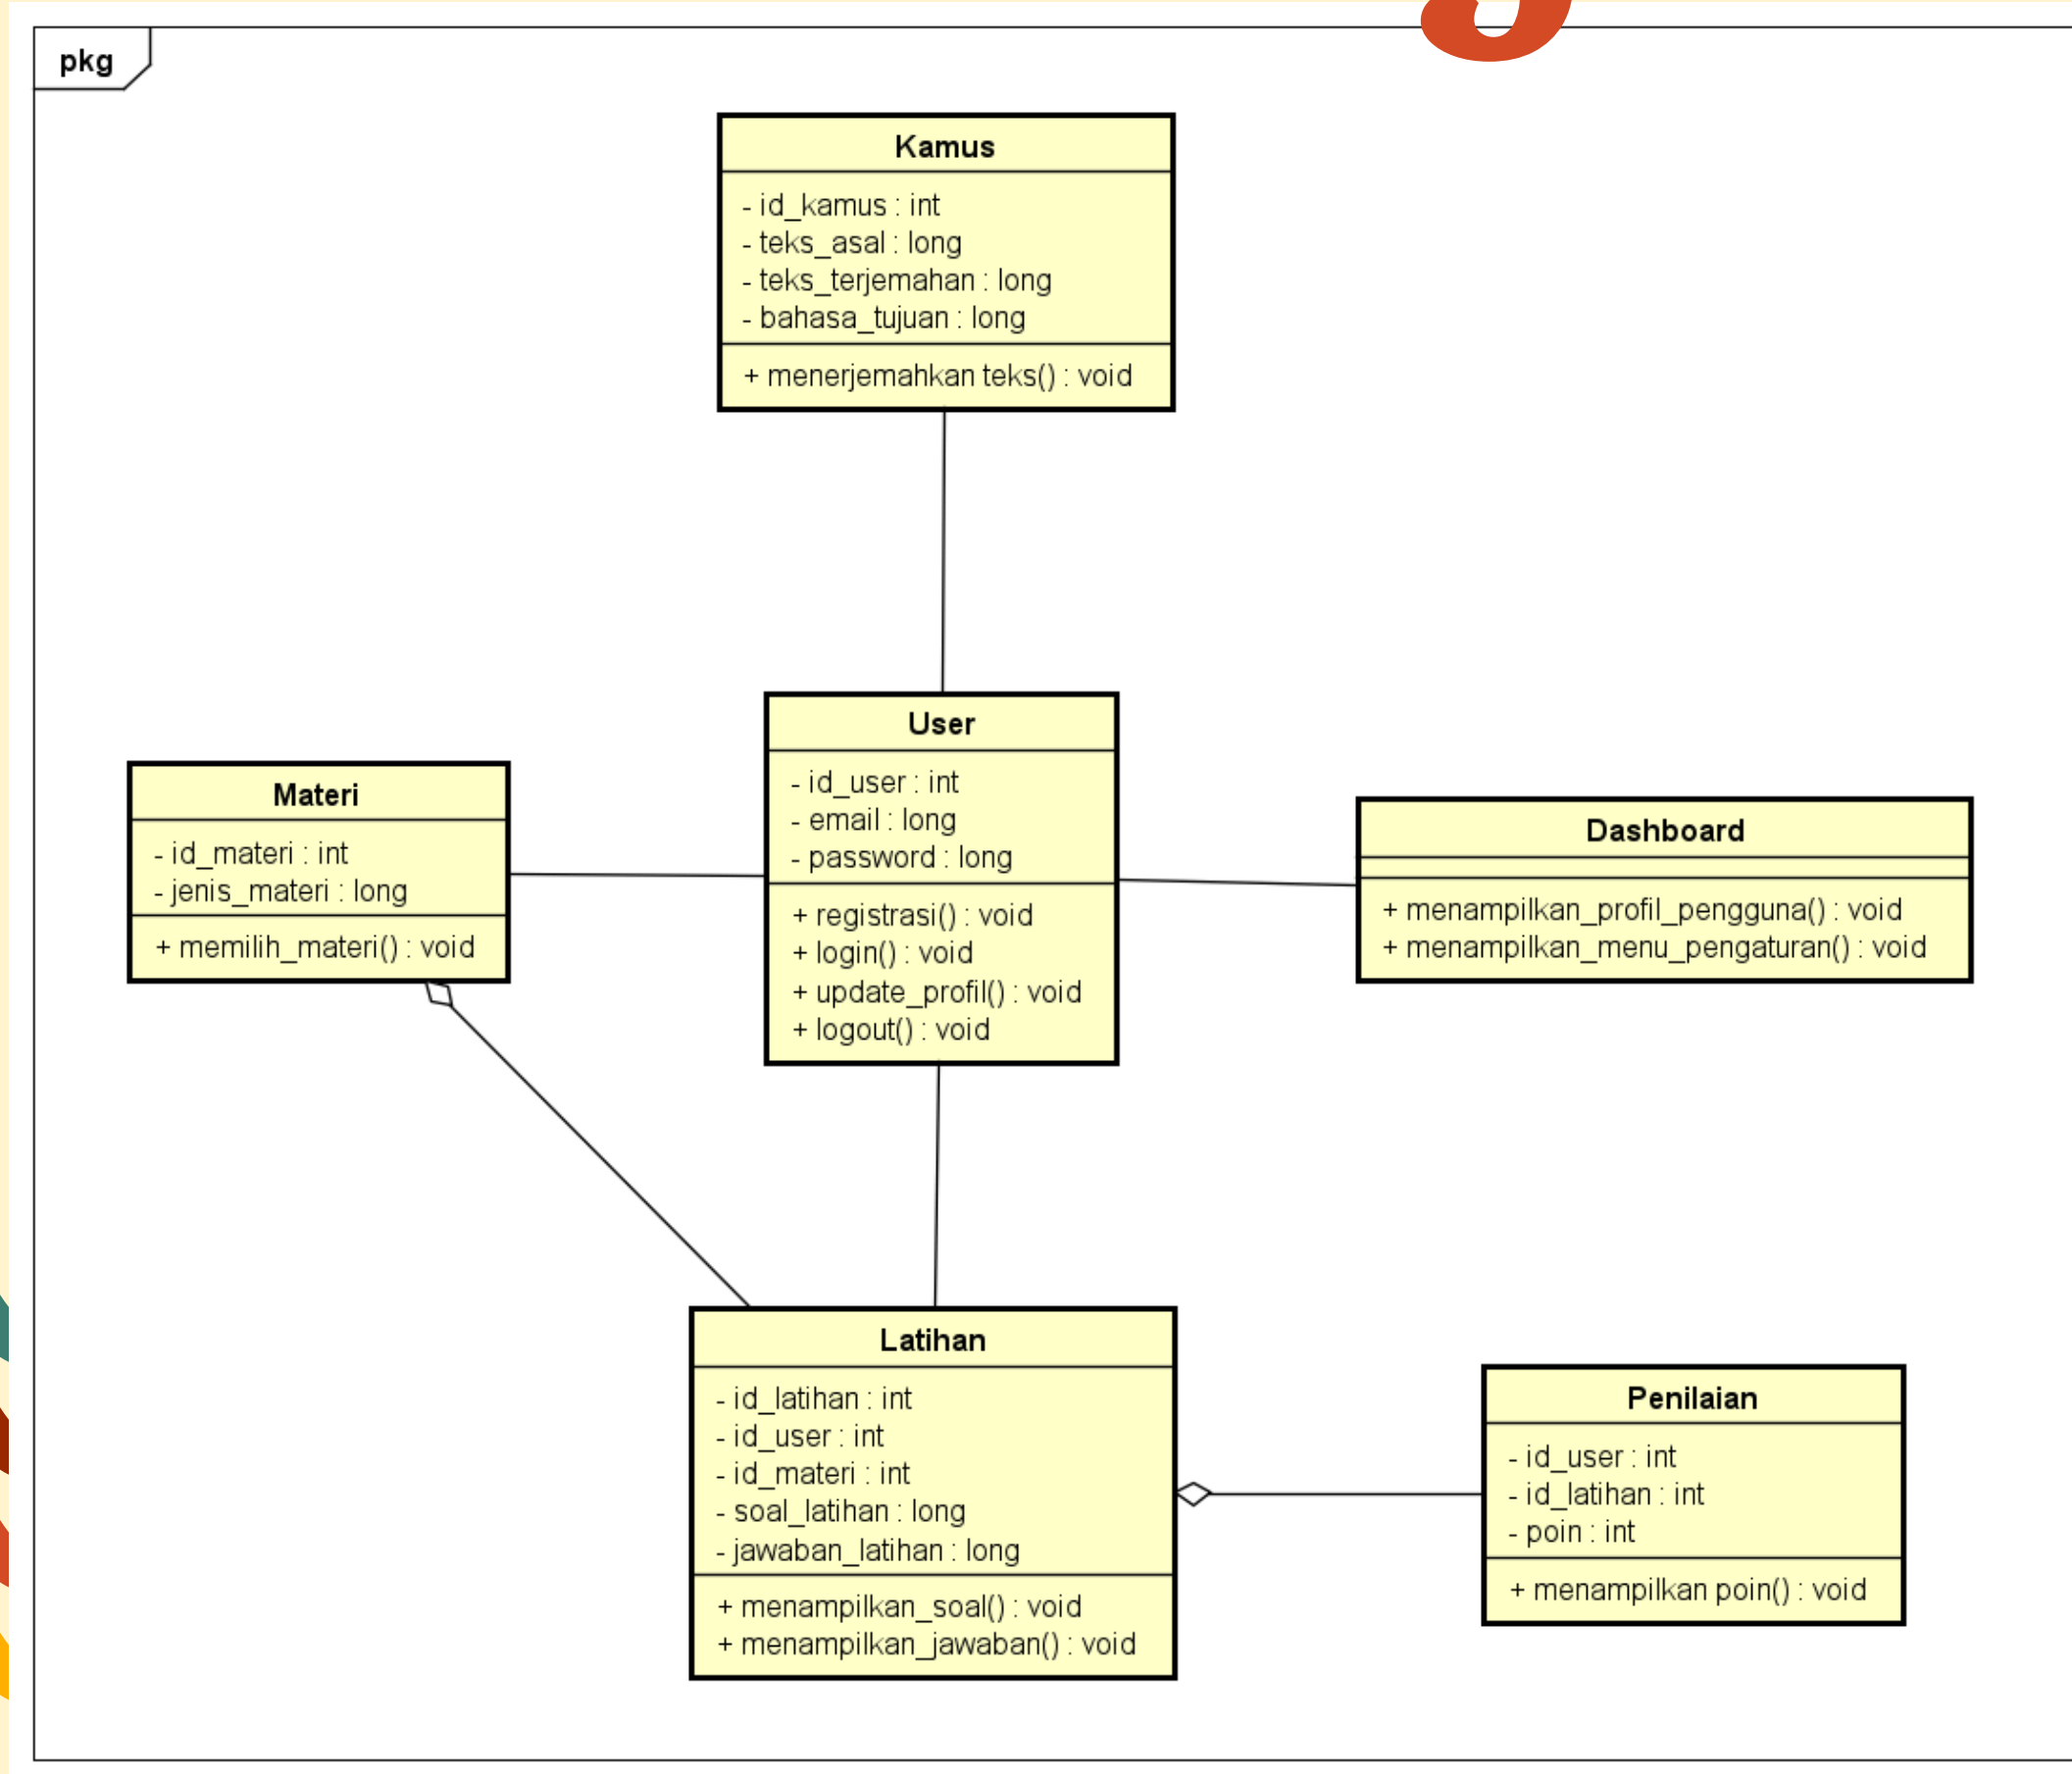 pkg
Kamus
- id_kamus : int
- teks_asal : long
- teks_terjemahan : long
- bahasa_tujuan : long
+ menerjemahkan teks() : void
User
- id_user : int
- email : long
- password : long
+ registrasi() : void
+ login() : void
+ update_profil() : void
+ logout() : void
Materi
- id_materi : int
- jenis_materi : long
+ memilih_materi() : void
Dashboard
+ menampilkan_profil_pengguna() : void
+ menampilkan_menu_pengaturan() : void
Latihan
- id_latihan : int
- id_user : int
- id_materi : int
- soal_latihan : long
- jawaban_latihan : long
+ menampilkan_soal() : void
+ menampilkan_jawaban() : void
Penilaian
- id_user : int
- id_latihan : int
- poin : int
+ menampilkan poin() : void